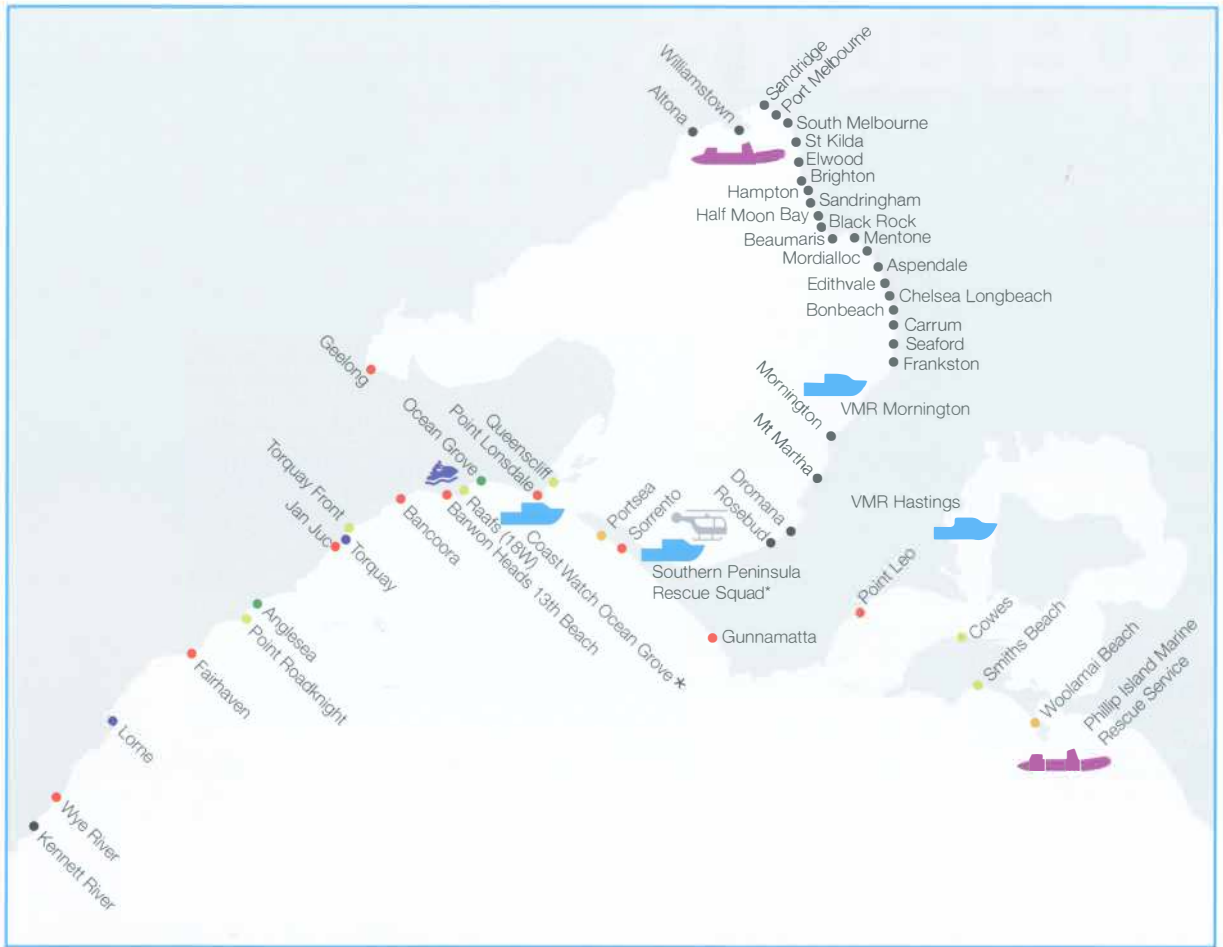 Sandridge
Port Melbourne
Williamstown
Altona
South Melbourne
St Kilda
Elwood
Brighton
Hampton
Sandringham
Half Moon Bay
Black Rock
Beaumaris
Mentone
Mordialloc
Aspendale
Edithvale
Chelsea Longbeach
Bonbeach
Carrum
Seaford
Frankston
Mornington
VMR Mornington
Mt Martha
Geelong
Ocean Grove
Point Lonsdale
Queenscliff
Torquay Front
Jan Juc
Torquay
Bancoora
Barwon Heads 13th Beach
Raafs (18W)
Coast Watch Ocean Grove*
Portsea
Sorrento
Dromana
Rosebud
Southern Peninsula
Rescue Squad*
VMR Hastings
Point Leo
Gunnamatta
Cowes
Smiths Beach
Woolamai Beach
Phillip Island Marine
Rescue Service
Anglesea
Point Roadknight
Fairhaven
Lorne
Wye River
Kennett River